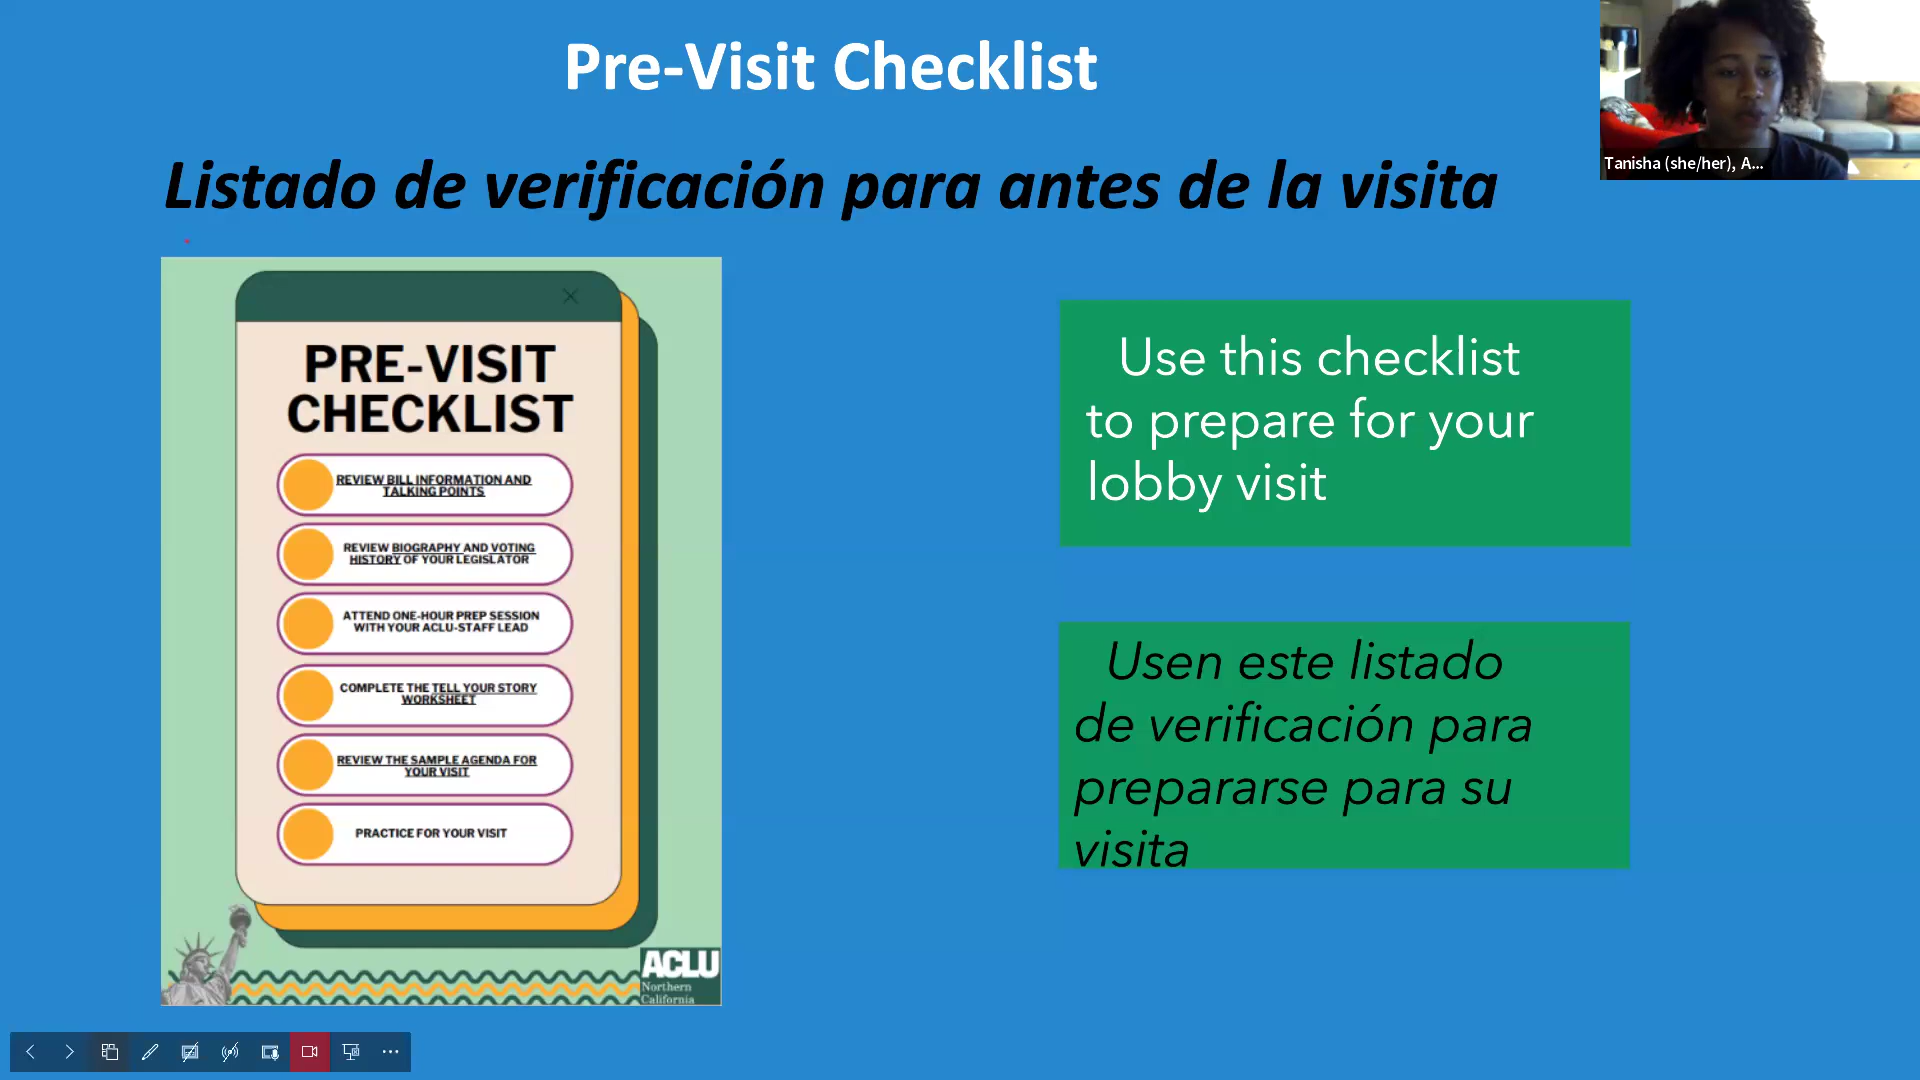 Pre-Visit Checklist
Listado de verificación para antes de la visita
Tanisha (she/her), A...
PRE-VISIT
CHECKLIST
REVIEW BILL INFORMATION AND
TALKING POINTS
REVIEW BIOGRAPHY AND VOTING
HISTORY OF YOUR LEGISLATOR
ATTEND ONE-HOUR PREP SESSION
WITH YOUR ACLU-STAFF LEAD
COMPLETE THE TELL YOUR STORY
WORKSHEET
REVIEW THE SAMPLE AGENDA FOR
YOUR VISIT
PRACTICE FOR YOUR VISIT
ACLU
Northern
California
Use this checklist
to prepare for your
lobby visit
Usen este listado
de verificación para
prepararse para su
visita